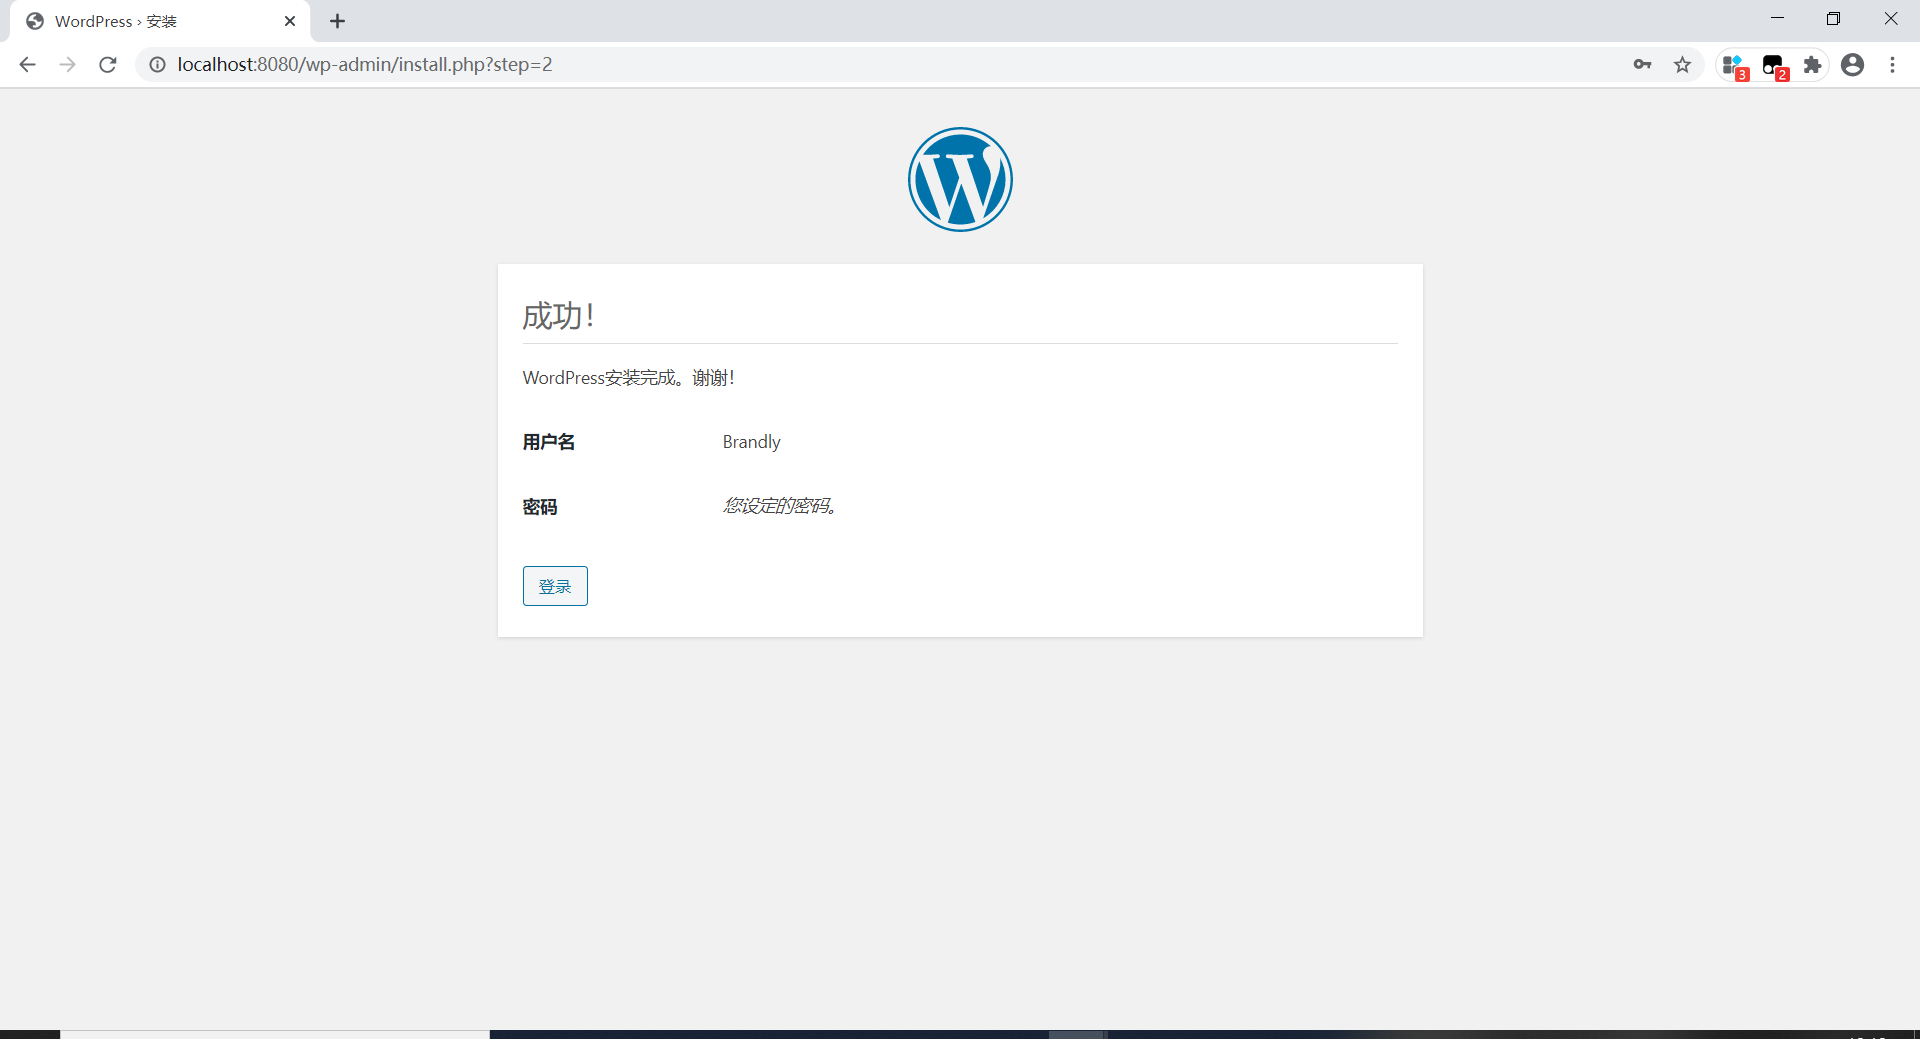 WordPress › 安装
localhost:8080/wp-admin/install.php?step=2
3
2
成功！
WordPress安装完成。谢谢！
用户名 Brandly
密码 您设定的密码。
登录